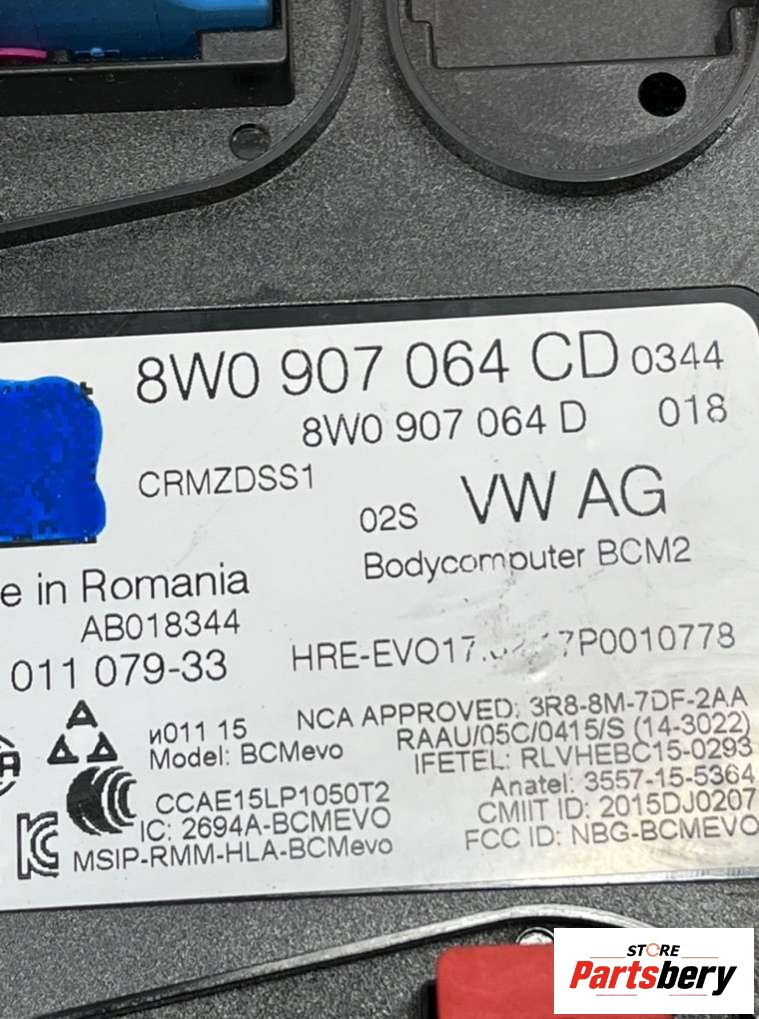 8W0 907 064 CD 0344
8W0 907 064 D 018
CRMZDSS1
02S VW AG
Bodycomputer BCM2
e in Romania
AB018344
011 079-33
HRE-EVO17. 7P0010778
NCA APPROVED: 3R8-8M-7DF-2AA
и011 15
RAAU/05C/0415/S (14-3022)
Model: BCMevo
IFETEL: RLVHEBC15-0293
Anatel: 3557-15-5364
CCAE15LP1050T2
CMIIT ID: 2015DJ0207
IC: 2694A-BCMEVO
FCC ID: NBG-BCMEVO
MSIP-RMM-HLA-BCMevo
STORE
Partsbery